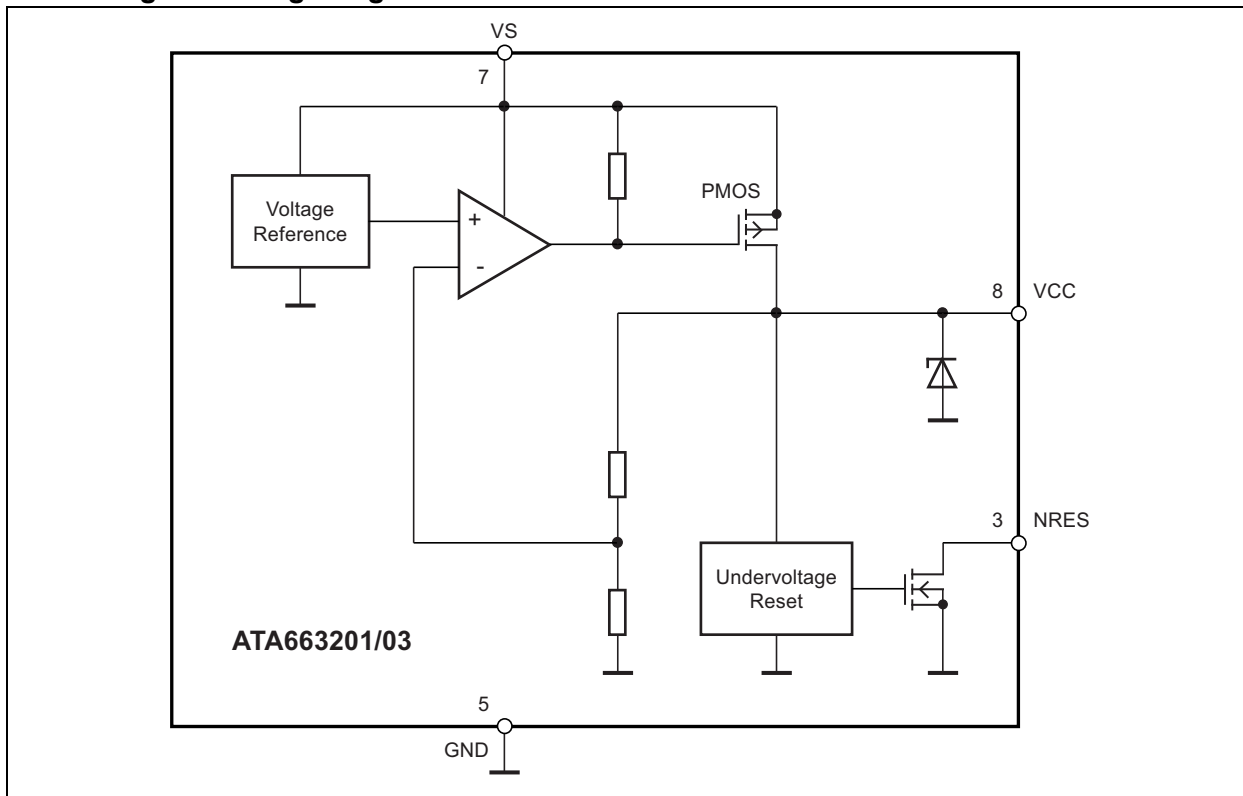 VS
7
PMOS
Voltage
Reference
+
-
8 VCC
3 NRES
Undervoltage
Reset
ATA663201/03
5
GND